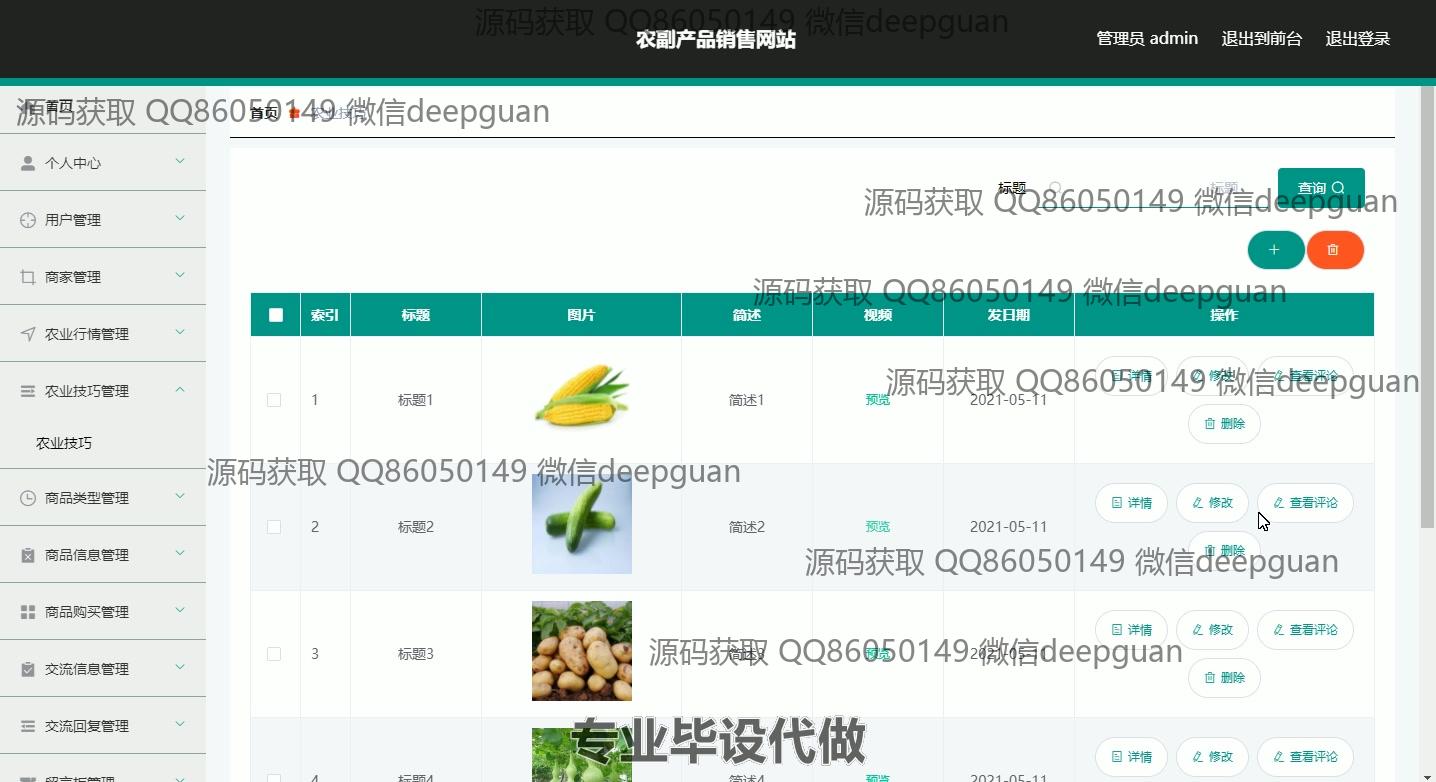 源码获取 QQ86050149 微信deepguan
农副产品销售网站
管理员 admin 退出到前台 退出登录
源码获取 QQ86050149 微信deepguan
首页
首页 农业技巧
个人中心
标题 标题 查询
源码获取 QQ86050149 微信deepguan
用户管理
商家管理
源码获取 QQ86050149 微信deepguan
索引 标题 图片 简述 视频 发日期 操作
农业行情管理
农业技巧管理
源码获取 QQ86050149 微信deepguan
1 标题1 简述1 预览 2021-05-11 详情 修改 查看评论
删除
农业技巧
源码获取 QQ86050149 微信deepguan
商品类型管理
2 标题2 简述2 预览 2021-05-11 详情 修改 查看评论
删除
商品信息管理
源码获取 QQ86050149 微信deepguan
商品购买管理
3 标题3 简述3 预览 2021-05-11 详情 修改 查看评论
删除
源码获取 QQ86050149 微信deepguan
交流信息管理
交流回复管理
专业毕设代做
详情 修改 查看评论
留言板管理
4 标题4 简述4 预览 2021-05-11